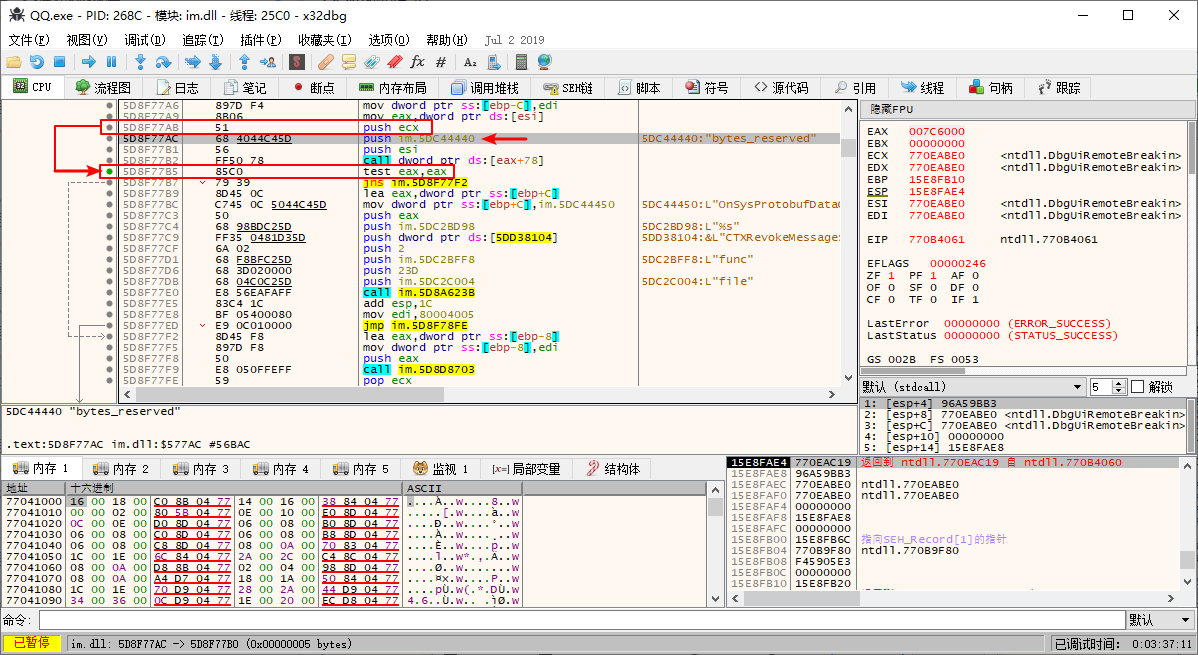 QQ.exe - PID: 268C - 模块: im.dll - 线程: 25C0 - x32dbg
文件(F) 视图(V) 调试(D) 追踪(T) 插件(P) 收藏夹(I) 选项(O) 帮助(H) Jul 2 2019
CPU 流程图 日志 笔记 断点 内存布局 调用堆栈 SEH链 脚本 符号 源代码 引用 线程 句柄 跟踪
5D8F77A6 897D F4 mov dword ptr ss:[ebp-C],edi
5D8F77A9 8B06 mov eax,dword ptr ds:[esi]
5D8F77AB 51 push ecx
5D8F77AC 68 4044C45D push im.5DC44440 5DC44440:"bytes_reserved"
5D8F77B1 56 push esi
5D8F77B2 FF50 78 call dword ptr ds:[eax+78]
5D8F77B5 85C0 test eax,eax
5D8F77B7 79 39 jns im.5D8F77F2
5D8F77B9 8D45 0C lea eax,dword ptr ss:[ebp+C]
5D8F77BC C745 0C 5044C45D mov dword ptr ss:[ebp+C],im.5DC44450 5DC44450:L"OnSysProtobufData
5D8F77C3 50 push eax
5D8F77C4 68 98BDC25D push im.5DC2BD98 5DC2BD98:L"%s"
5D8F77C9 FF35 0481D35D push dword ptr ds:[5DD38104] 5DD38104:&L"CTXRevokeMessage
5D8F77CF 6A 02 push 2
5D8F77D1 68 F8BFC25D push im.5DC2BFF8 5DC2BFF8:L"func"
5D8F77D6 68 3D020000 push 23D
5D8F77DB 68 04C0C25D push im.5DC2C004 5DC2C004:L"file"
5D8F77E0 E8 56EAFAFF call im.5D8A623B
5D8F77E5 83C4 1C add esp,1C
5D8F77E8 BF 05400080 mov edi,80004005
5D8F77ED E9 0C010000 jmp im.5D8F78FE
5D8F77F2 8D45 F8 lea eax,dword ptr ss:[ebp-8]
5D8F77F5 897D F8 mov dword ptr ss:[ebp-8],edi
5D8F77F8 50 push eax
5D8F77F9 E8 050FFEFF call im.5D8D8703
5D8F77FE 59 pop ecx
隐藏FPU
EAX 007C6000
EBX 00000000
ECX 770EABE0 <ntdll.DbgUiRemoteBreakin>
EDX 770EABE0 <ntdll.DbgUiRemoteBreakin>
EBP 15E8FB10
ESP 15E8FAE4
ESI 770EABE0 <ntdll.DbgUiRemoteBreakin>
EDI 770EABE0 <ntdll.DbgUiRemoteBreakin>
EIP 770B4061 ntdll.770B4061
EFLAGS 00000246
ZF 1 PF 1 AF 0
OF 0 SF 0 DF 0
CF 0 TF 0 IF 1
LastError 00000000 (ERROR_SUCCESS)
LastStatus 00000000 (STATUS_SUCCESS)
GS 002B FS 0053
默认 (stdcall) 5 解锁
1: [esp+4] 96A59BB3
2: [esp+8] 770EABE0 <ntdll.DbgUiRemoteBreakin>
3: [esp+C] 770EABE0 <ntdll.DbgUiRemoteBreakin>
4: [esp+10] 00000000
5: [esp+14] 15E8FAE8
5DC44440 "bytes_reserved"
.text:5D8F77AC im.dll:$577AC #56BAC
内存 1 内存 2 内存 3 内存 4 内存 5 监视 1 [x=] 局部变量 结构体
地址 十六进制 ASCII
77041000 16 00 18 00 C0 8B 04 77 14 00 16 00 38 84 04 77 ....À..w....8..w
77041010 00 00 02 00 80 5B 04 77 0E 00 10 00 E0 8D 04 77 .....[.w....à..w
77041020 0C 00 0E 00 D0 8D 04 77 06 00 08 00 B0 8D 04 77 ....Ð..w....°..w
77041030 06 00 08 00 C0 8D 04 77 06 00 08 00 B8 8D 04 77 ....À..w....¸..w
77041040 06 00 08 00 C8 8D 04 77 08 00 0A 00 70 83 04 77 ....È..w....p..w
77041050 1C 00 1E 00 6C 84 04 77 2A 00 2C 00 C4 8C 04 77 ....l..w*.,.Ä..w
77041060 08 00 0A 00 D8 8B 04 77 02 00 04 00 98 8D 04 77 ....Ø..w.......w
77041070 08 00 0A 00 A4 D7 04 77 18 00 1A 00 50 84 04 77 ....¤×.w....P..w
77041080 1C 00 1E 00 70 D9 04 77 28 00 2A 00 44 D9 04 77 ....pÙ.w(.*.DÙ.w
77041090 34 00 36 00 0C D9 04 77 1E 00 20 00 EC D8 04 77 4.6..Ù.w.. .ìØ.w
15E8FAE4 770EAC19 返回到 ntdll.770EAC19 自 ntdll.770B4060
15E8FAE8 96A59BB3
15E8FAEC 770EABE0 ntdll.770EABE0
15E8FAF0 770EABE0 ntdll.770EABE0
15E8FAF4 00000000
15E8FAF8 15E8FAE8
15E8FAFC 00000000
15E8FB00 15E8FB6C 指向SEH_Record[1]的指针
15E8FB04 770B9F80 ntdll.770B9F80
15E8FB08 F45905E3
15E8FB0C 00000000
15E8FB10 15E8FB20
命令: 默认
已暂停 im.dll: 5D8F77AC -> 5D8F77B0 (0x00000005 bytes) 已调试时间: 0:03:37:11